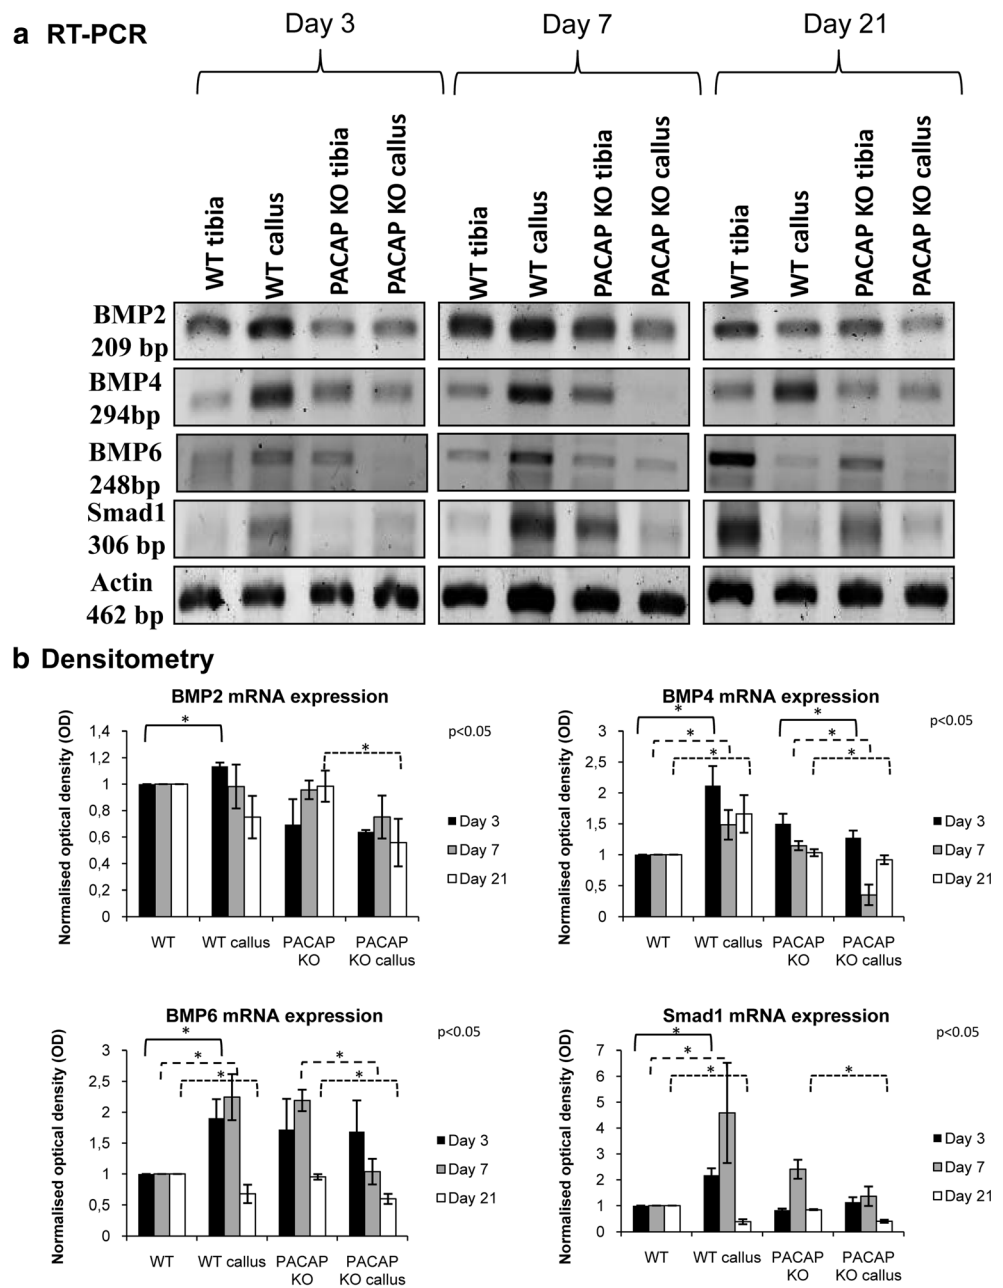 a RT-PCR
Day 3
Day 7
Day 21
WT tibia
WT callus
PACAP KO tibia
PACAP KO callus
WT tibia
WT callus
PACAP KO tibia
PACAP KO callus
WT tibia
WT callus
PACAP KO tibia
PACAP KO callus
BMP2
209 bp
BMP4
294bp
BMP6
248bp
Smad1
306 bp
Actin
462 bp
b Densitometry
BMP2 mRNA expression
Normalised optical density (OD)
1,4
1,2
1
0,8
0,6
0,4
0,2
0
*
*
p<0.05
Day 3
Day 7
Day 21
WT
WT callus
PACAP
KO
PACAP
KO callus
BMP4 mRNA expression
Normalised optical density (OD)
3
2,5
2
1,5
1
0,5
0
*
*
*
*
*
*
p<0.05
Day 3
Day 7
Day 21
WT
WT callus
PACAP
KO
PACAP
KO callus
BMP6 mRNA expression
Normalised optical density (OD)
3
2,5
2
1,5
1
0,5
0
*
*
*
*
*
p<0.05
Day 3
Day 7
Day 21
WT
WT callus
PACAP
KO
PACAP
KO callus
Smad1 mRNA expression
Normalised optical density (OD)
7
6
5
4
3
2
1
0
*
*
*
*
p<0.05
Day 3
Day 7
Day 21
WT
WT callus
PACAP
KO
PACAP
KO callus